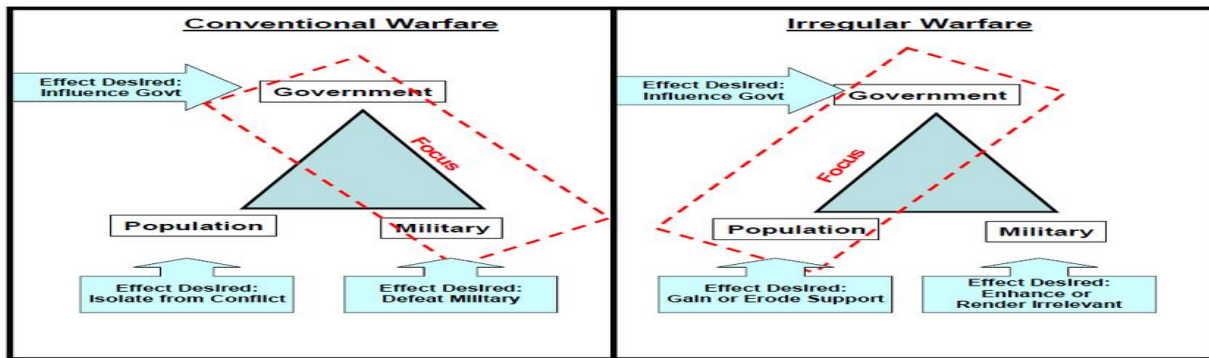 Conventional Warfare
Effect Desired:
Influence Govt
Government
Focus
Population
Military
Effect Desired:
Isolate from Conflict
Effect Desired:
Defeat Military
Irregular Warfare
Effect Desired:
Influence Govt
Government
Focus
Population
Military
Effect Desired:
Gain or Erode Support
Effect Desired:
Enhance or
Render Irrelevant